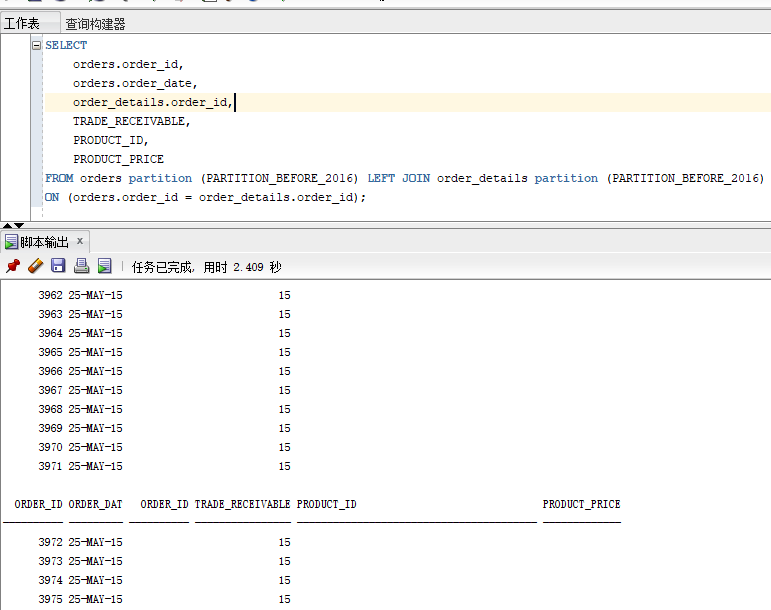 工作表 查询构建器
SELECT
orders.order_id,
orders.order_date,
order_details.order_id,
TRADE_RECEIVABLE,
PRODUCT_ID,
PRODUCT_PRICE
FROM orders partition (PARTITION_BEFORE_2016) LEFT JOIN order_details partition (PARTITION_BEFORE_2016)
ON (orders.order_id = order_details.order_id);
脚本输出 x
任务已完成, 用时 2.409 秒
3962 25-MAY-15 15
3963 25-MAY-15 15
3964 25-MAY-15 15
3965 25-MAY-15 15
3966 25-MAY-15 15
3967 25-MAY-15 15
3968 25-MAY-15 15
3969 25-MAY-15 15
3970 25-MAY-15 15
3971 25-MAY-15 15
ORDER_ID ORDER_DAT ORDER_ID TRADE_RECEIVABLE PRODUCT_ID PRODUCT_PRICE
3972 25-MAY-15 15
3973 25-MAY-15 15
3974 25-MAY-15 15
3975 25-MAY-15 15